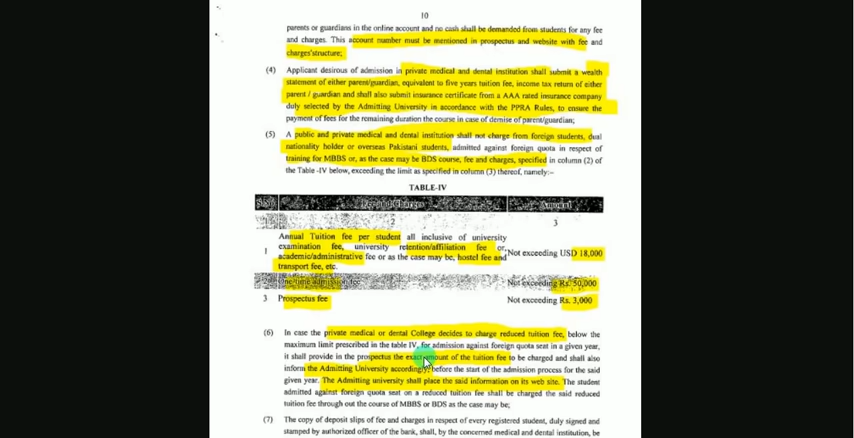 10
parents or guardians in the online account and no cash shall be demanded from students for any fee
and charges. This account number must be mentioned in prospectus and website with fee and
charges'structure;
(4) Applicant desirous of admission in private medical and dental institution shall submit a wealth
statement of either parent/guardian, equivalent to five years tuition fee, income tax return of either
parent / guardian and shall also submit insurance certificate from a AAA rated insurance company
duly selected by the Admitting University in accordance with the PPRA Rules, to ensure the
payment of fees for the remaining duration the course in case of demise of parent/guardian;
(5) A public and private medical and dental institution shall not charge from foreign students, dual
nationality holder or overseas Pakistani students, admitted against foreign quota in respect of
training for MBBS or, as the case may be BDS course, fee and charges, specified in column (2) of
the Table -IV below, exceeding the limit as specified in column (3) thereof, namely:-
TABLE-IV
Amount
2 3
Annual Tuition fee per student all inclusive of university
examination fee, university retention/affiliation fee or
1 academic/administrative fee or as the case may be, hostel fee and Not exceeding USD 18,000
transport fee, etc.
One time admission fee Not exceeding Rs. 50,000
3 Prospectus fee Not exceeding Rs. 3,000
(6) In case the private medical or dental College decides to charge reduced tuition fee, below the
maximum limit prescribed in the table IV, for admission against foreign quota seat in a given year,
it shall provide in the prospectus the exact amount of the tuition fee to be charged and shall also
inform the Admitting University accordingly, before the start of the admission process for the said
given year. The Admitting university shall place the said information on its web site. The student
admitted against foreign quota seat on a reduced tuition fee shall be charged the said reduced
tuition fee through out the course of MBBS or BDS as the case may be;
(7) The copy of deposit slips of fee and charges in respect of every registered student, duly signed and
stamped by authorized officer of the bank, shall, by the concerned medical and dental institution, be